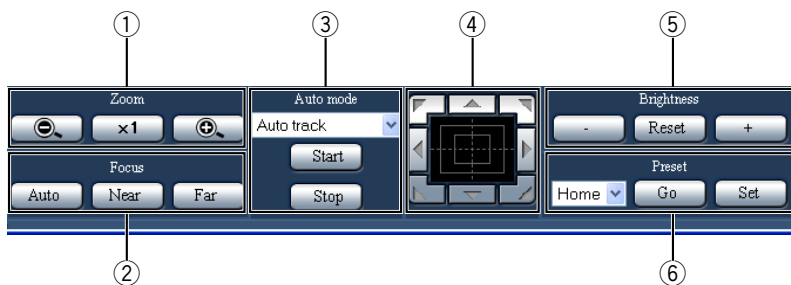 ① ③ ④ ⑤
Zoom
x1
Focus
Auto Near Far
Auto mode
Auto track
Start
Stop
Brightness
- Reset +
Preset
Home Go Set
② ⑥